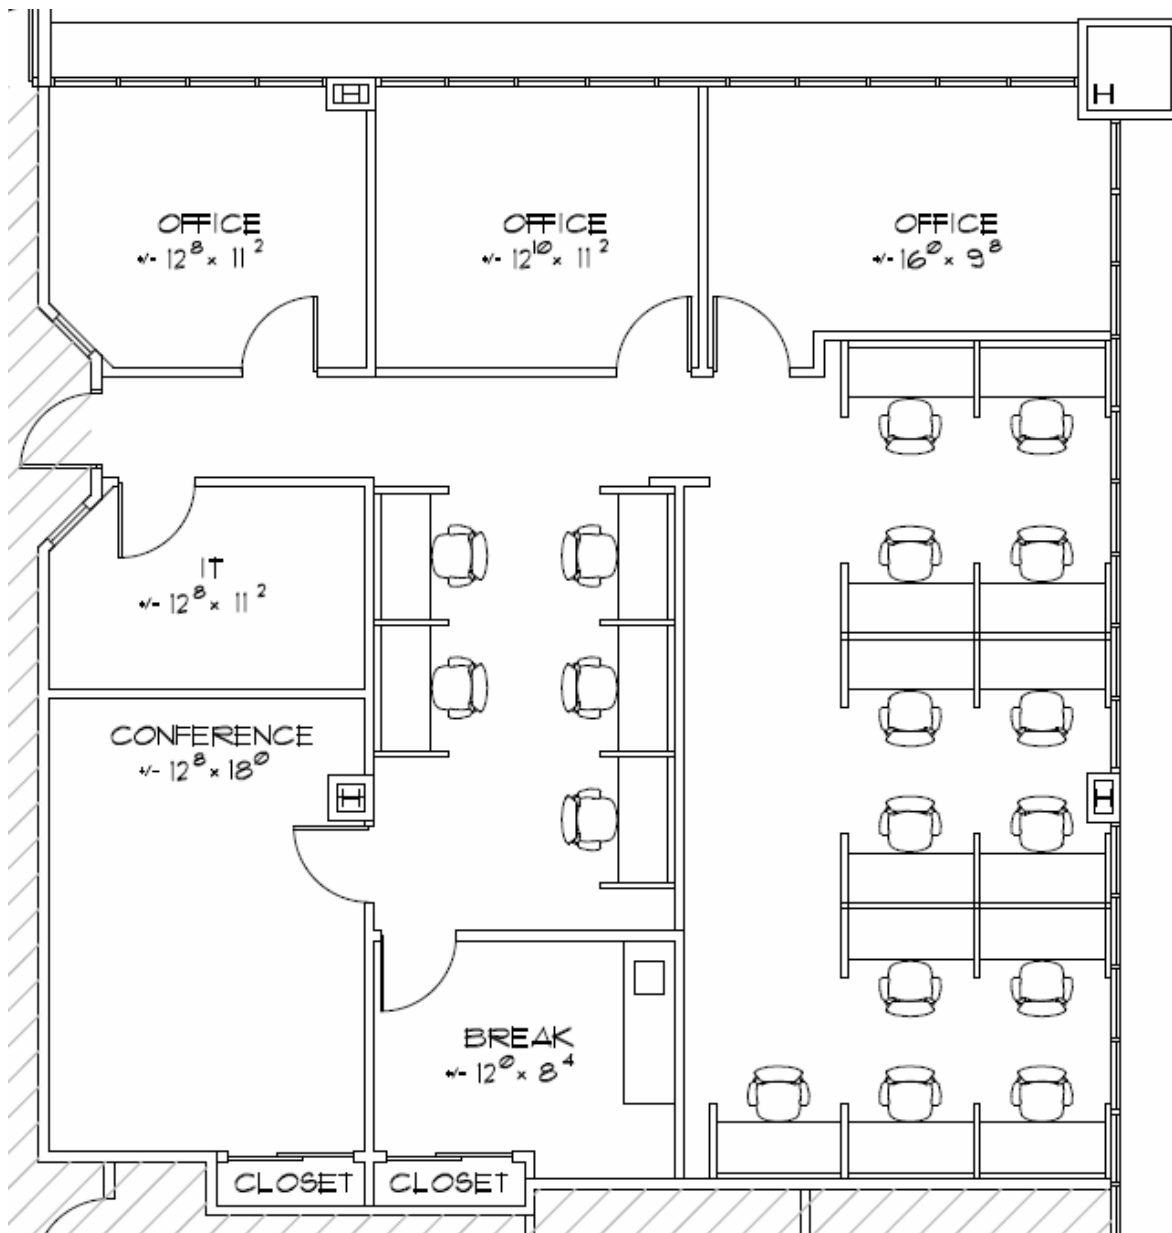 OFFICE
+/- 12⁸ x 11²
OFFICE
+/- 12¹⁰ x 11²
OFFICE
+/- 16⁰ x 9⁸
IT
+/- 12⁸ x 11²
CONFERENCE
+/- 12⁸ x 18⁰
BREAK
+/- 12⁰ x 8⁴
CLOSET
CLOSET